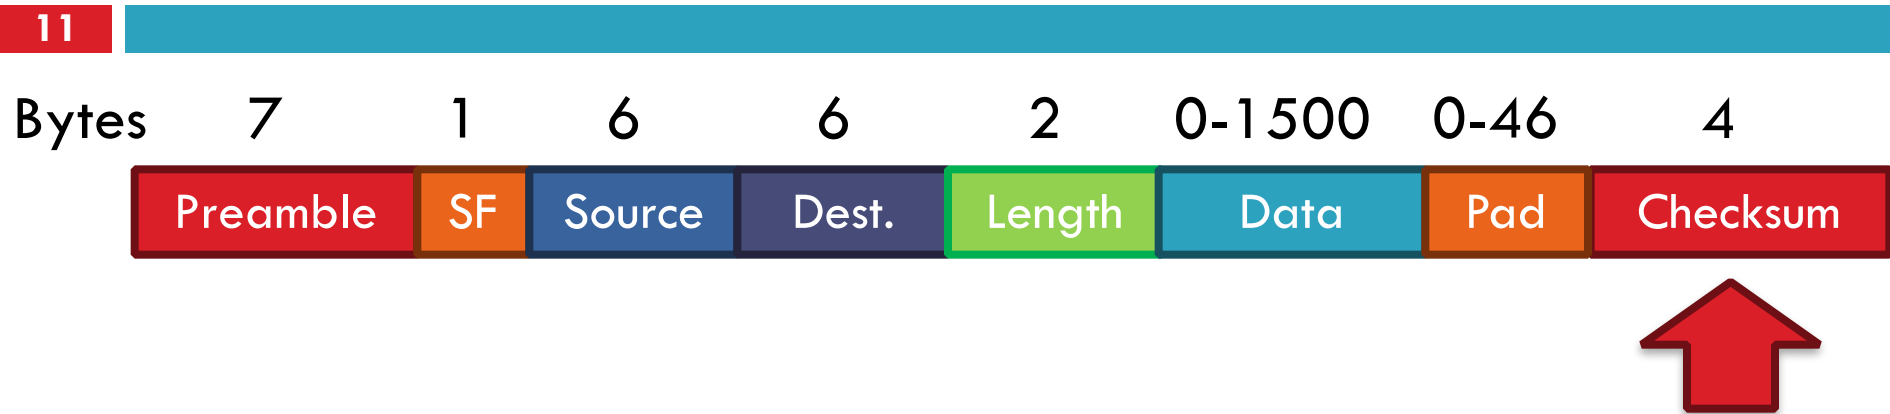 11
Bytes 7 1 6 6 2 0-1500 0-46 4
Preamble SF Source Dest. Length Data Pad Checksum